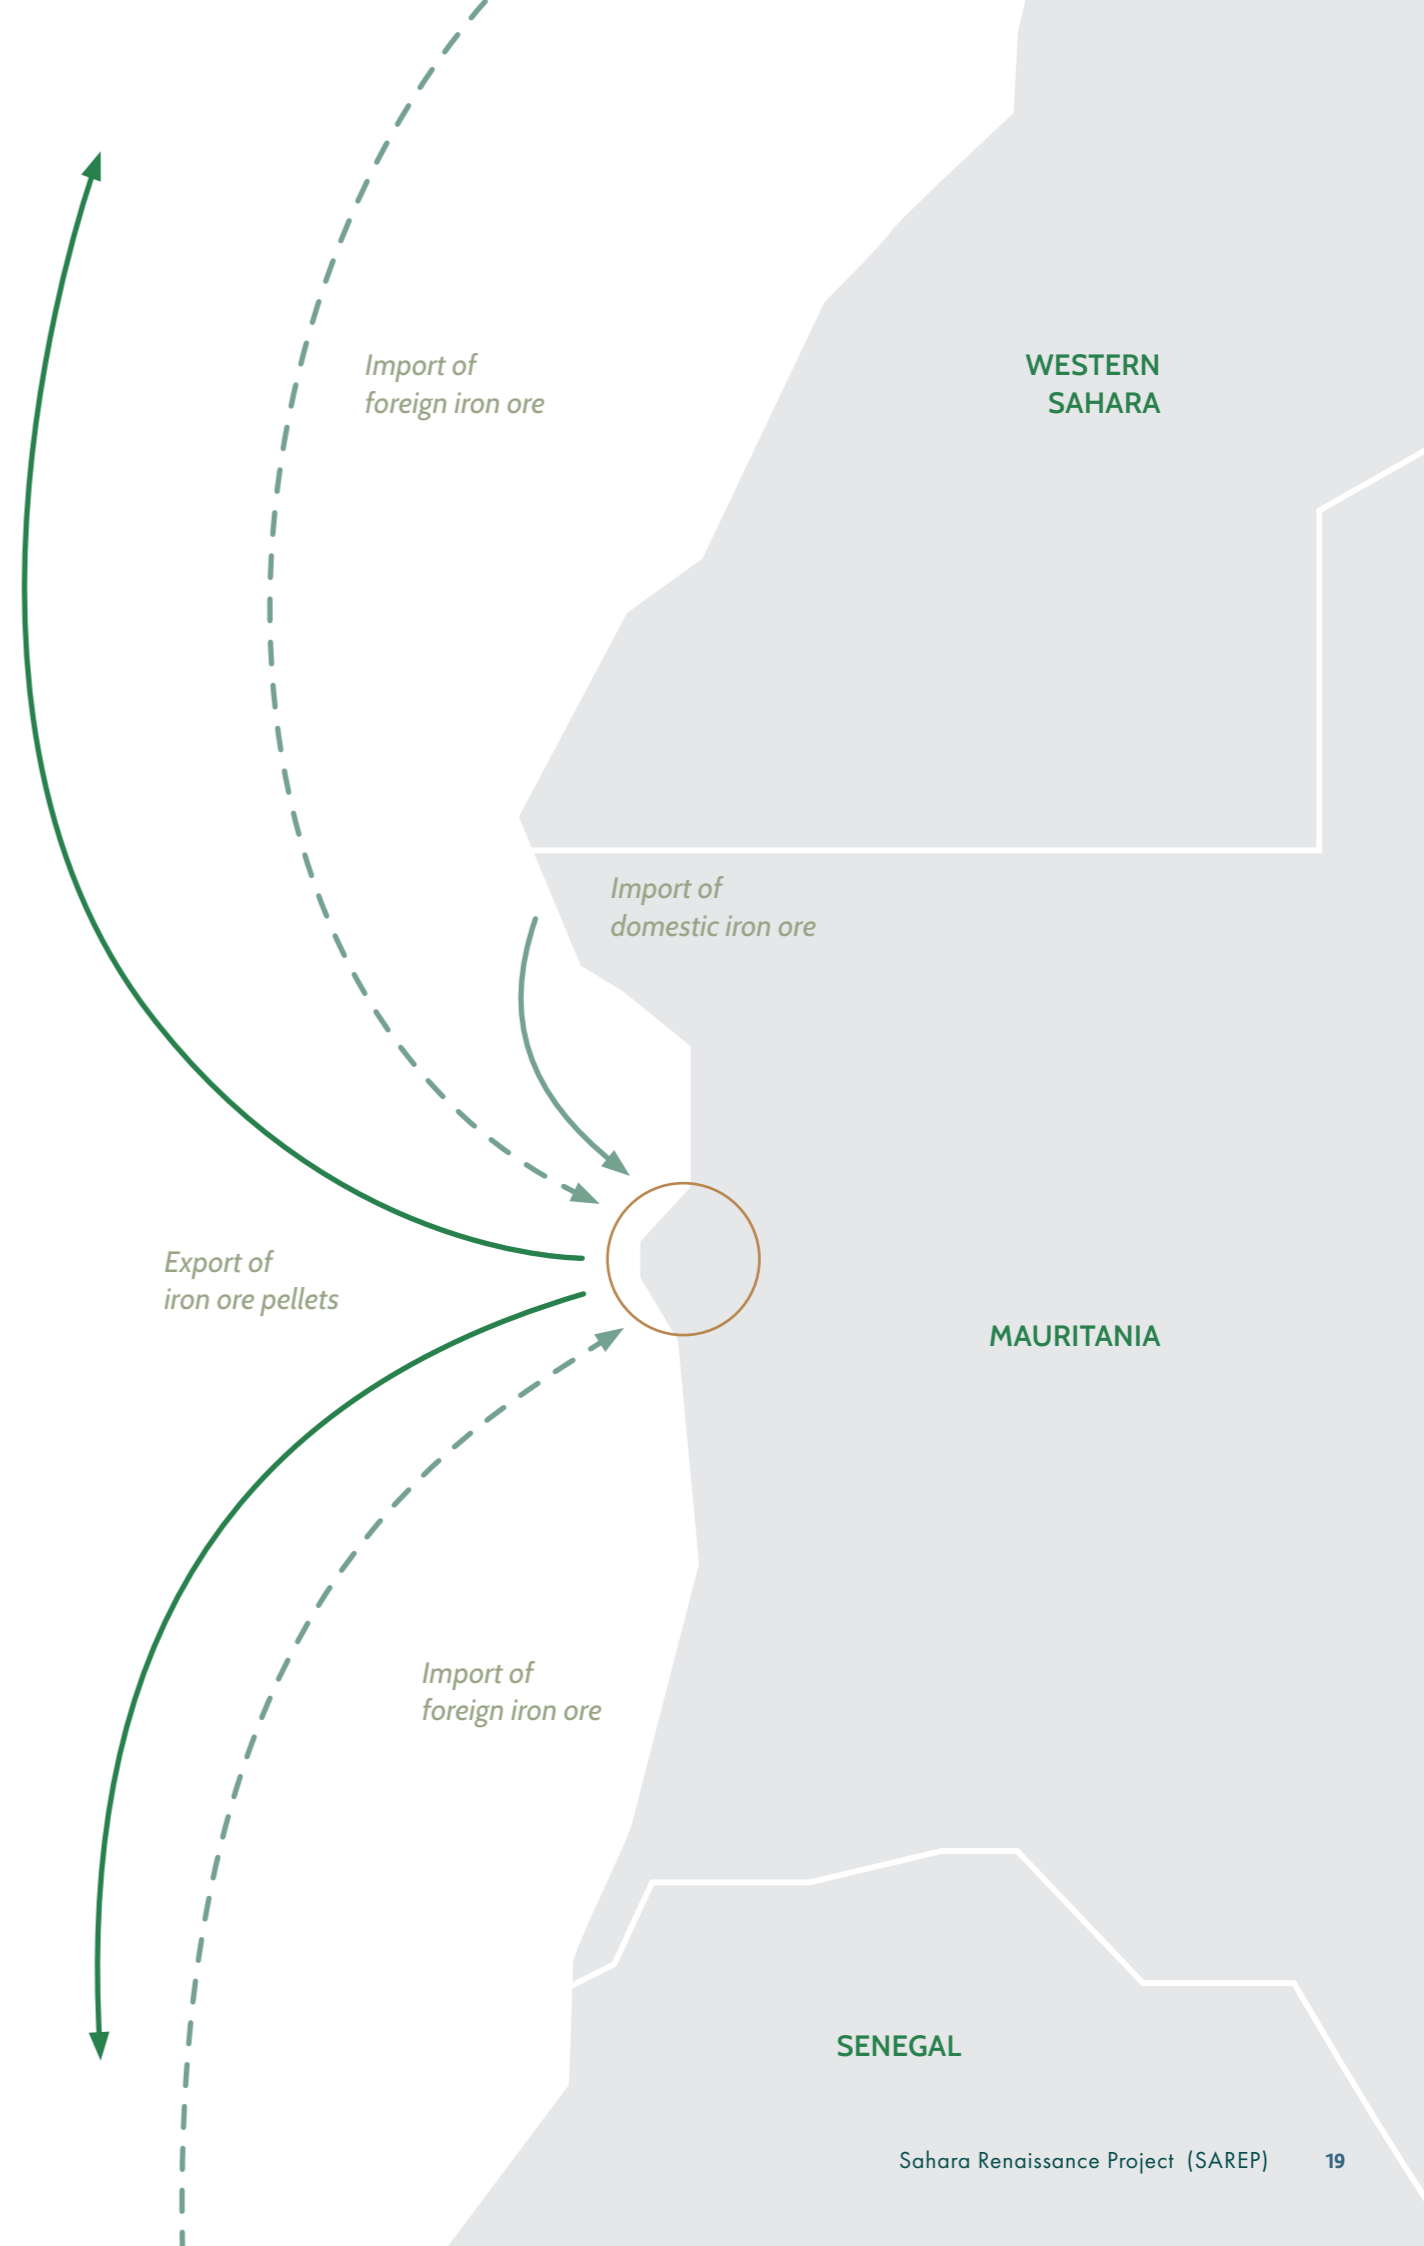 Import of
foreign iron ore
WESTERN
SAHARA
Import of
domestic iron ore
Export of
iron ore pellets
MAURITANIA
Import of
foreign iron ore
SENEGAL
Sahara Renaissance Project (SAREP) 19